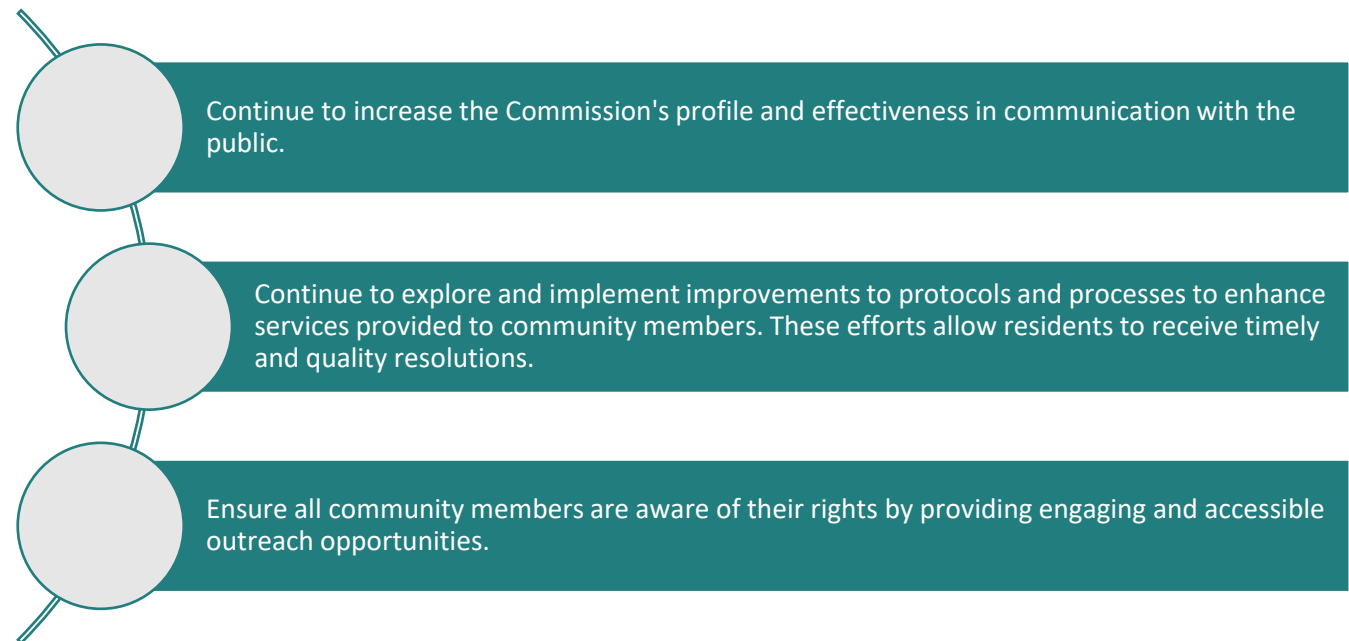 Continue to increase the Commission's profile and effectiveness in communication with the
public.
Continue to explore and implement improvements to protocols and processes to enhance
services provided to community members. These efforts allow residents to receive timely
and quality resolutions.
Ensure all community members are aware of their rights by providing engaging and accessible
outreach opportunities.